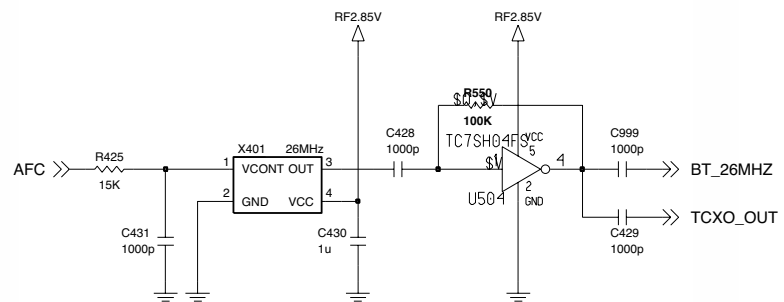 RF2.85V
RF2.85V
R550
100K
TC7SH04FS
VCC
5
X401
26MHz
C428
1000p
C999
1000p
AFC
R425
15K
1
VCONT
OUT
3
1
4
BT_26MHZ
2
GND
VCC
4
U504
2
GND
TCXO_OUT
C431
1000p
C430
1u
C429
1000p